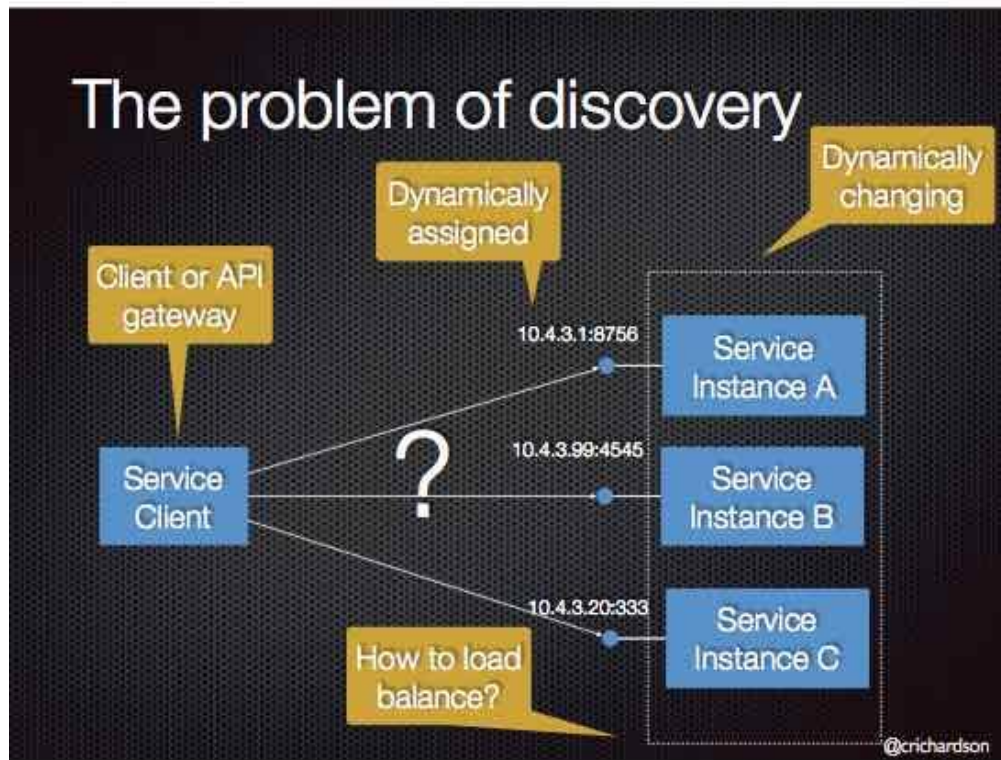 The problem of discovery
Dynamically
changing
Dynamically
assigned
Client or API
gateway
10.4.3.1:8756
Service
Instance A
?
10.4.3.99:4545
Service
Client
Service
Instance B
10.4.3.20:333
Service
Instance C
How to load
balance?
@crichardson